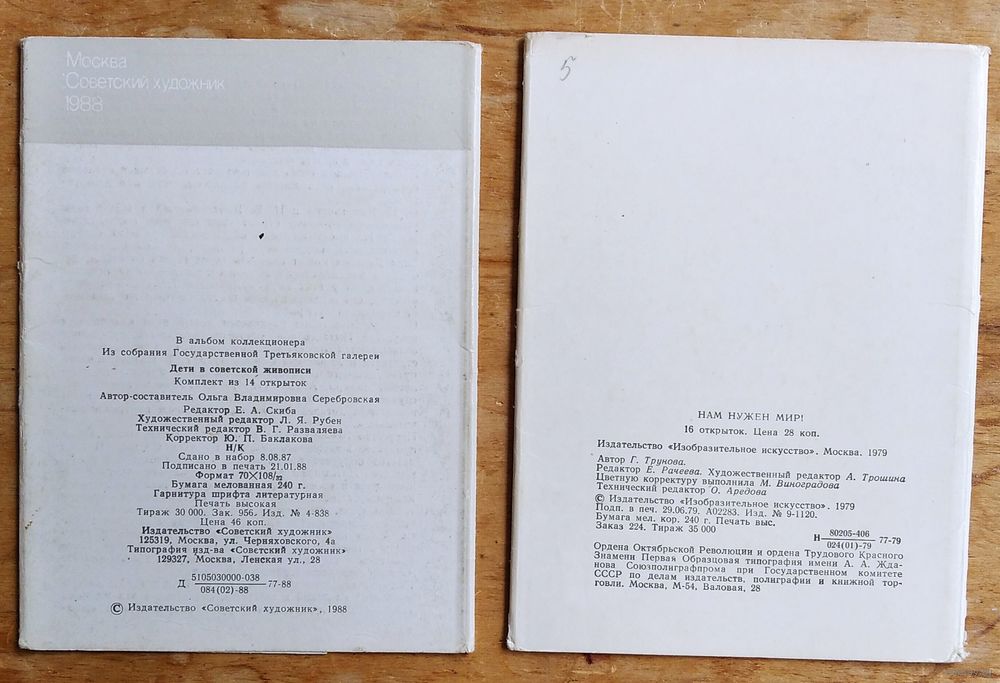 Москва
Советский художник
1988
В альбом коллекционера
Из собрания Государственной Третьяковской галереи
Дети в советской живописи
Комплект из 14 открыток
Автор-составитель Ольга Владимировна Серебровская
Редактор Е. А. Скиба
Художественный редактор Л. Я. Рубен
Технический редактор В. Г. Разваляева
Корректор Ю. П. Баклакова
Н/К
Сдано в набор 8.08.87
Подписано в печать 21.01.88
Формат 70×108/32
Бумага мелованная 240 г.
Гарнитура шрифта литературная
Печать высокая
Тираж 30 000. Зак. 956. Изд. № 4-838
Цена 46 коп.
Издательство «Советский художник»
125319, Москва, ул. Черняховского, 4а
Типография изд-ва «Советский художник»
129327, Москва, Ленская ул., 28
Д 5105030000-038/084(02)-88 77-88
© Издательство «Советский художник», 1988
5
НАМ НУЖЕН МИР!
16 открыток. Цена 28 коп.
Издательство «Изобразительное искусство». Москва. 1979
Автор Г. Трунова.
Редактор Е. Рачеева. Художественный редактор А. Трошина
Цветную корректуру выполнила М. Виноградова
Технический редактор О. Аредова
© Издательство «Изобразительное искусство». 1979
Подп. в печ. 29.06.79. А02283. Изд. № 9-1120.
Бумага мел. кор. 240 г. Печать выс.
Заказ 224. Тираж 35 000
Н 80205-406/024(01)-79 77-79
Ордена Октябрьской Революции и ордена Трудового Красного
Знамени Первая Образцовая типография имени А. А. Жда-
нова Союзполиграфпрома при Государственном комитете
СССР по делам издательств, полиграфии и книжной тор-
говли. Москва, М-54, Валовая, 28